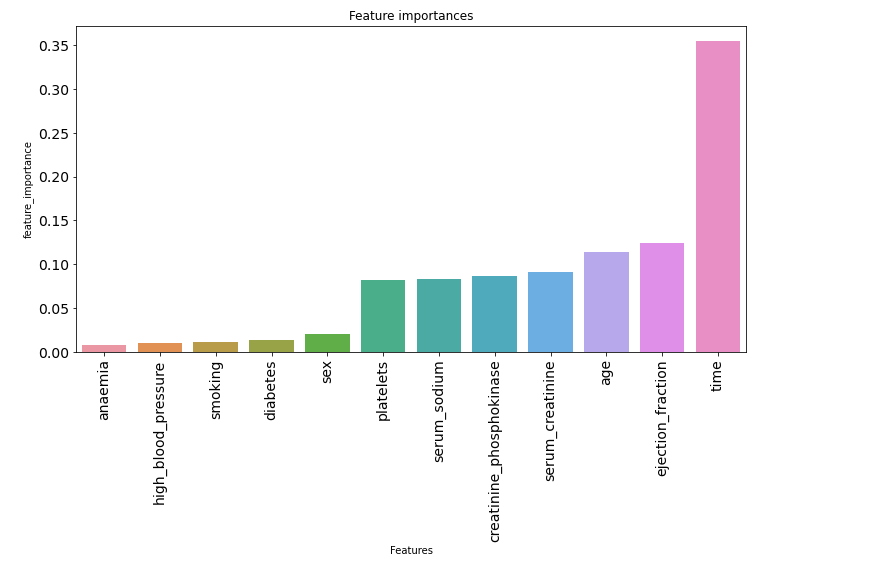 Feature importances
feature_importance
0.35
0.30
0.25
0.20
0.15
0.10
0.05
0.00
anaemia
high_blood_pressure
smoking
diabetes
sex
platelets
serum_sodium
creatinine_phosphokinase
serum_creatinine
age
ejection_fraction
time
Features